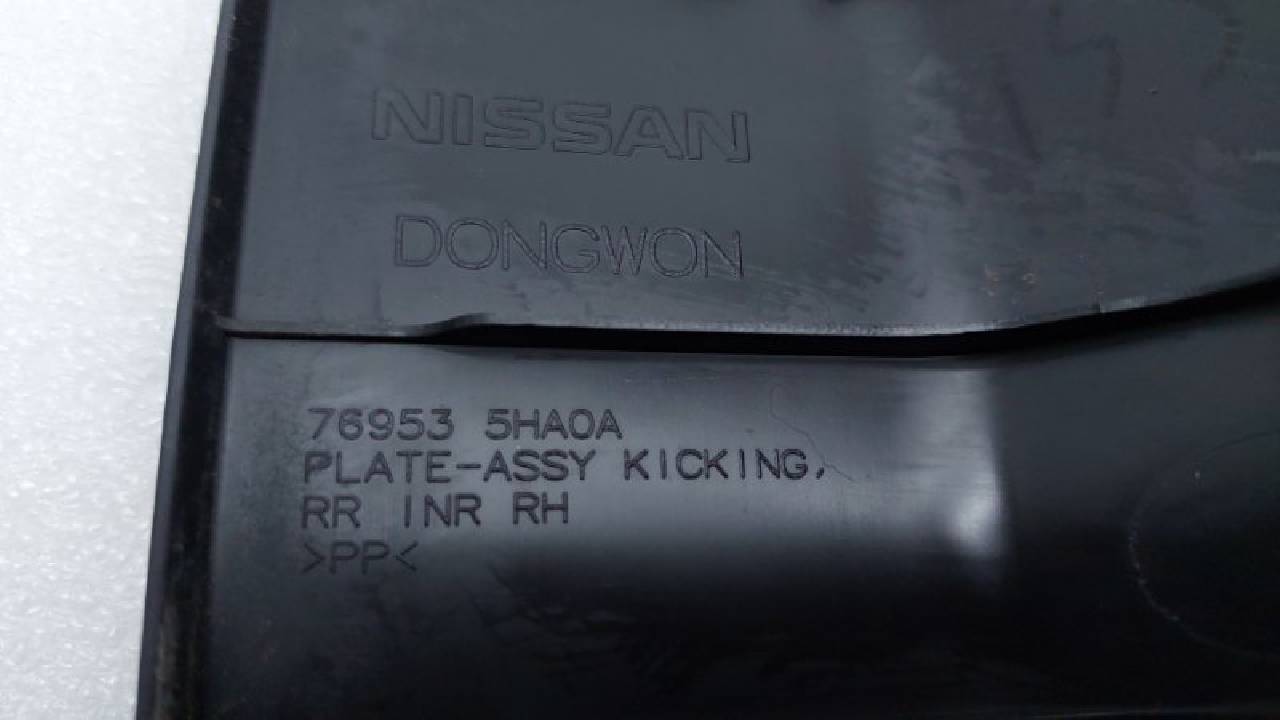 NISSAN
DONGWON
76953 5HA0A
PLATE-ASSY KICKING,
RR INR RH
>PP<